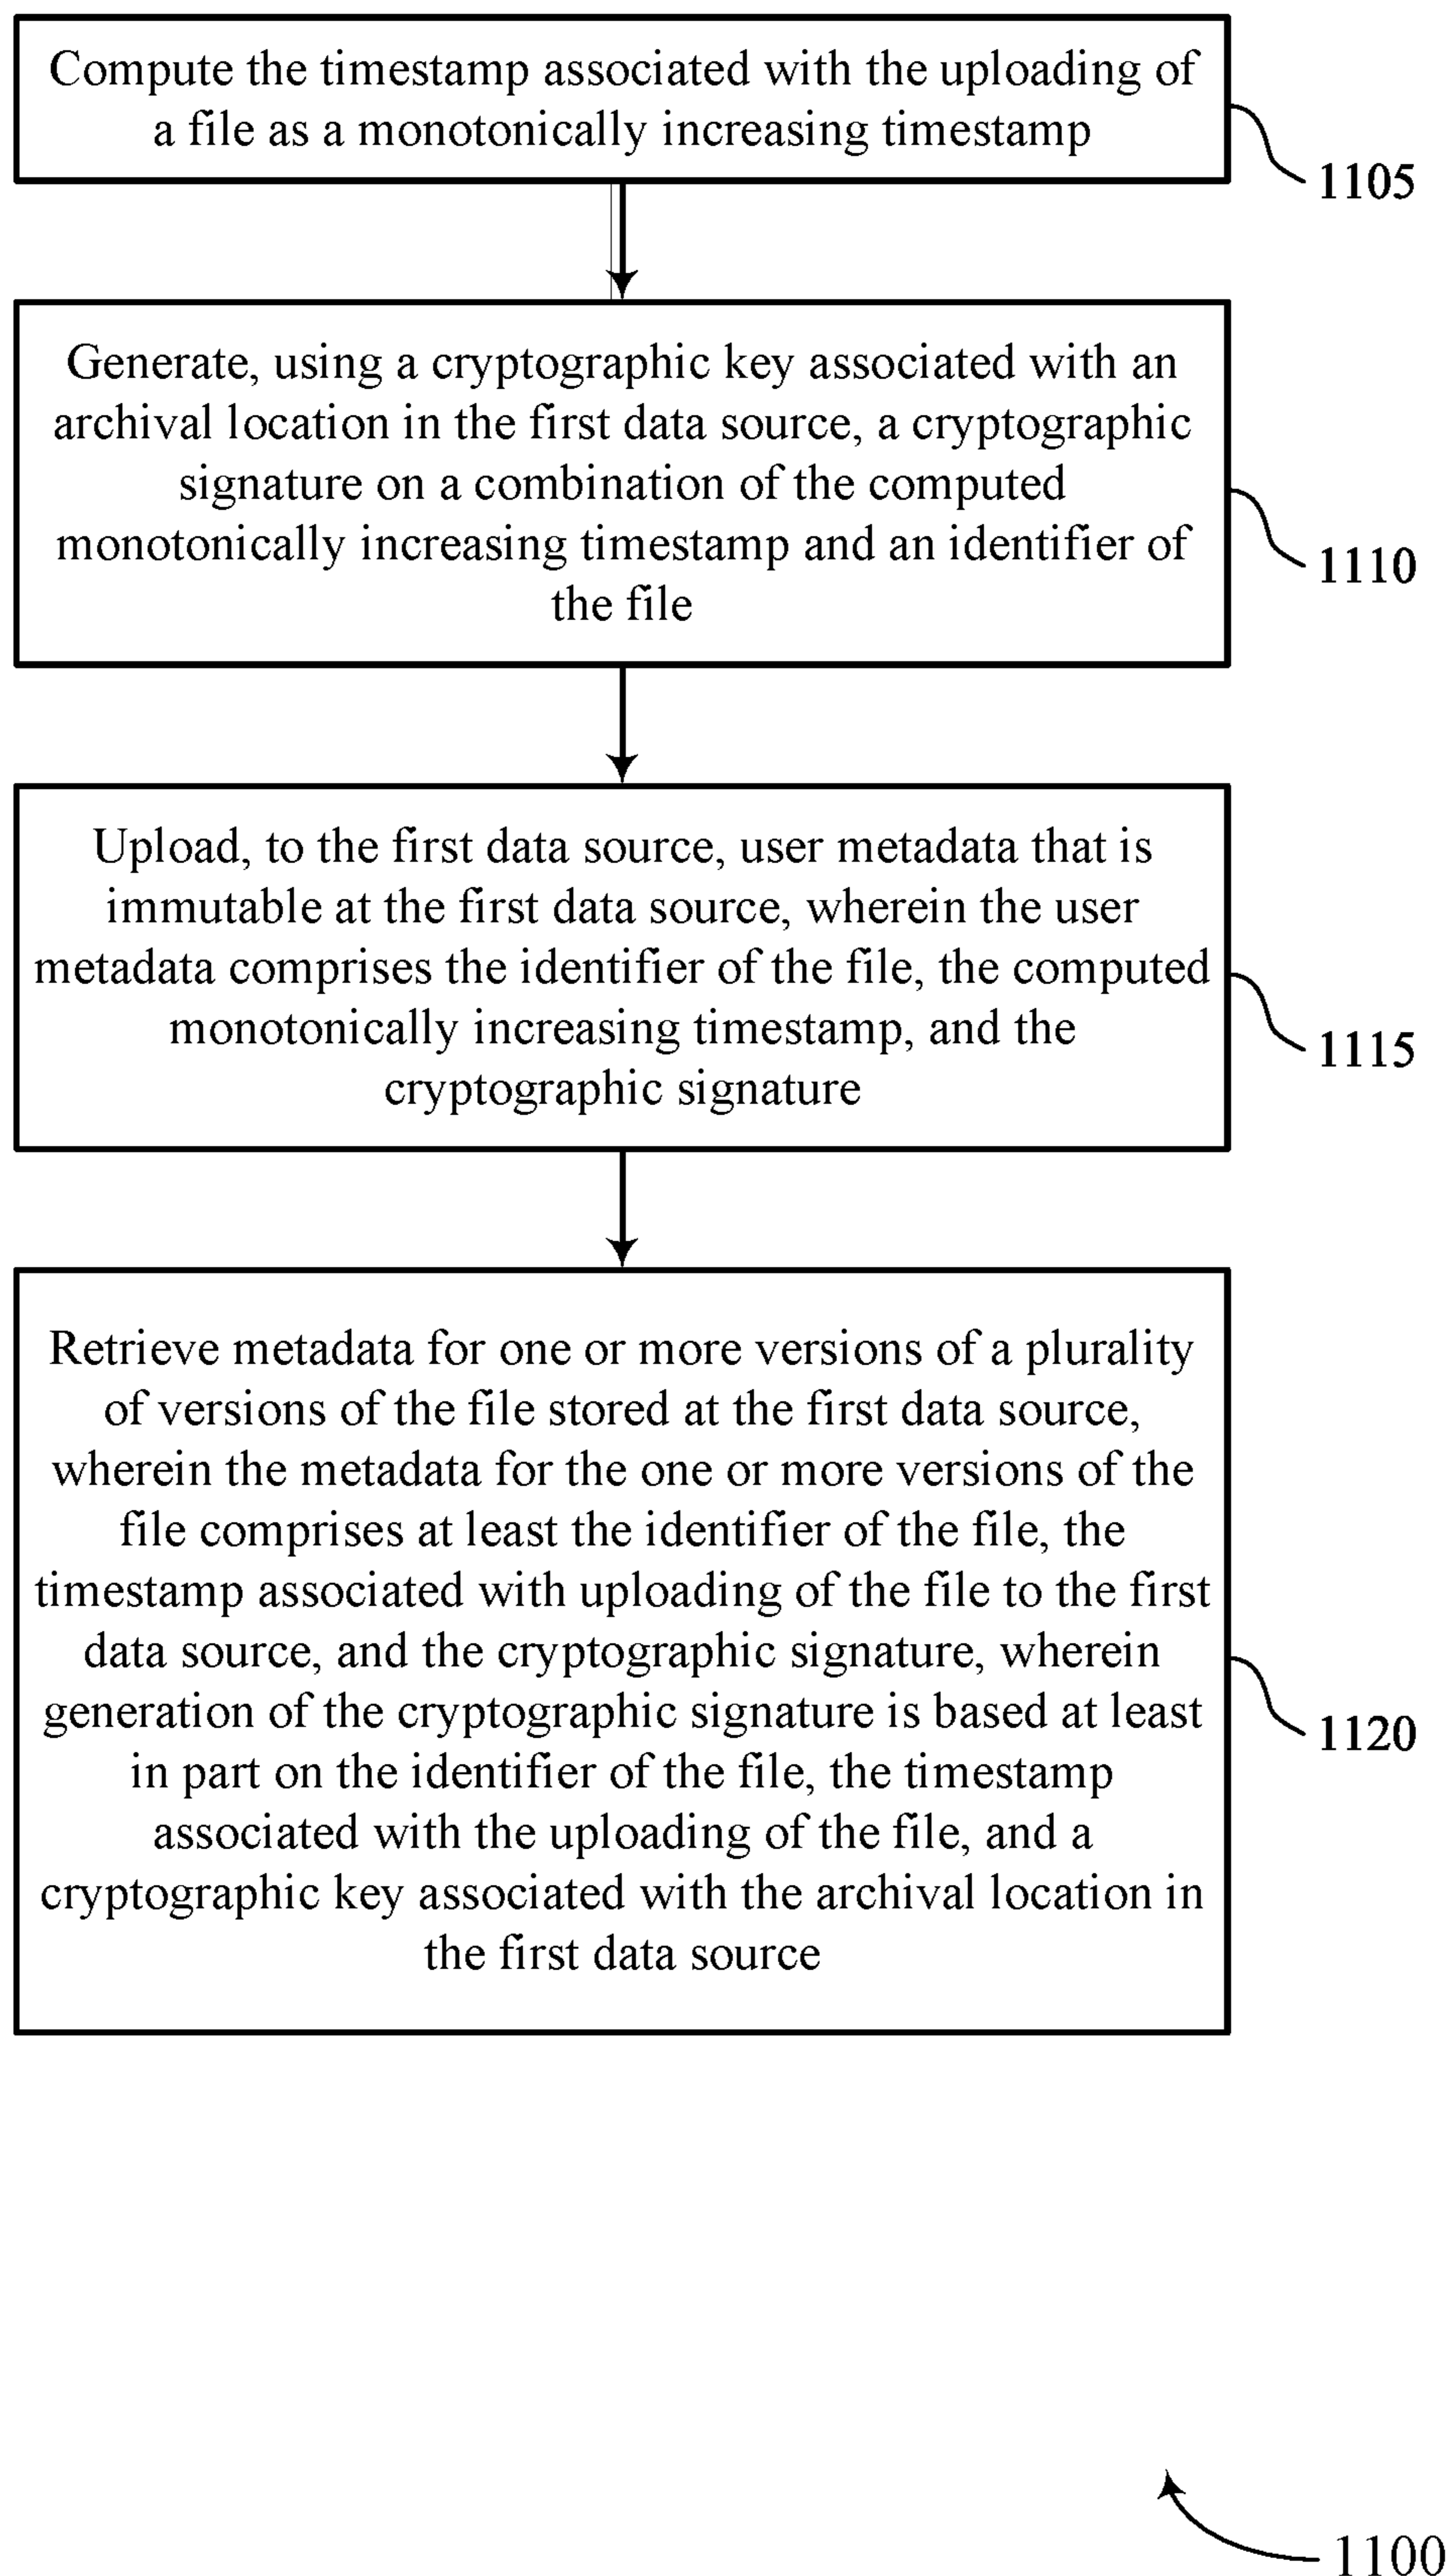 Compute the timestamp associated with the uploading of
a file as a monotonically increasing timestamp
1105
Generate, using a cryptographic key associated with an
archival location in the first data source, a cryptographic
signature on a combination of the computed
monotonically increasing timestamp and an identifier of
the file
1110
Upload, to the first data source, user metadata that is
immutable at the first data source, wherein the user
metadata comprises the identifier of the file, the computed
monotonically increasing timestamp, and the
cryptographic signature
1115
Retrieve metadata for one or more versions of a plurality
of versions of the file stored at the first data source,
wherein the metadata for the one or more versions of the
file comprises at least the identifier of the file, the
timestamp associated with uploading of the file to the first
data source, and the cryptographic signature, wherein
generation of the cryptographic signature is based at least
in part on the identifier of the file, the timestamp
associated with the uploading of the file, and a
cryptographic key associated with the archival location in
the first data source
1120
1100